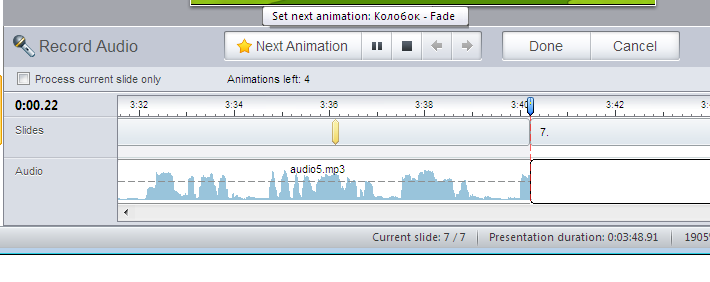 Set next animation: Колобок - Fade
Record Audio
Next Animation
Done
Cancel
Process current slide only
Animations left: 4
0:00.22
3:32
3:34
3:36
3:38
3:40
3:42
Slides
7.
Audio
audio5.mp3
Current slide: 7 / 7
Presentation duration: 0:03:48.91